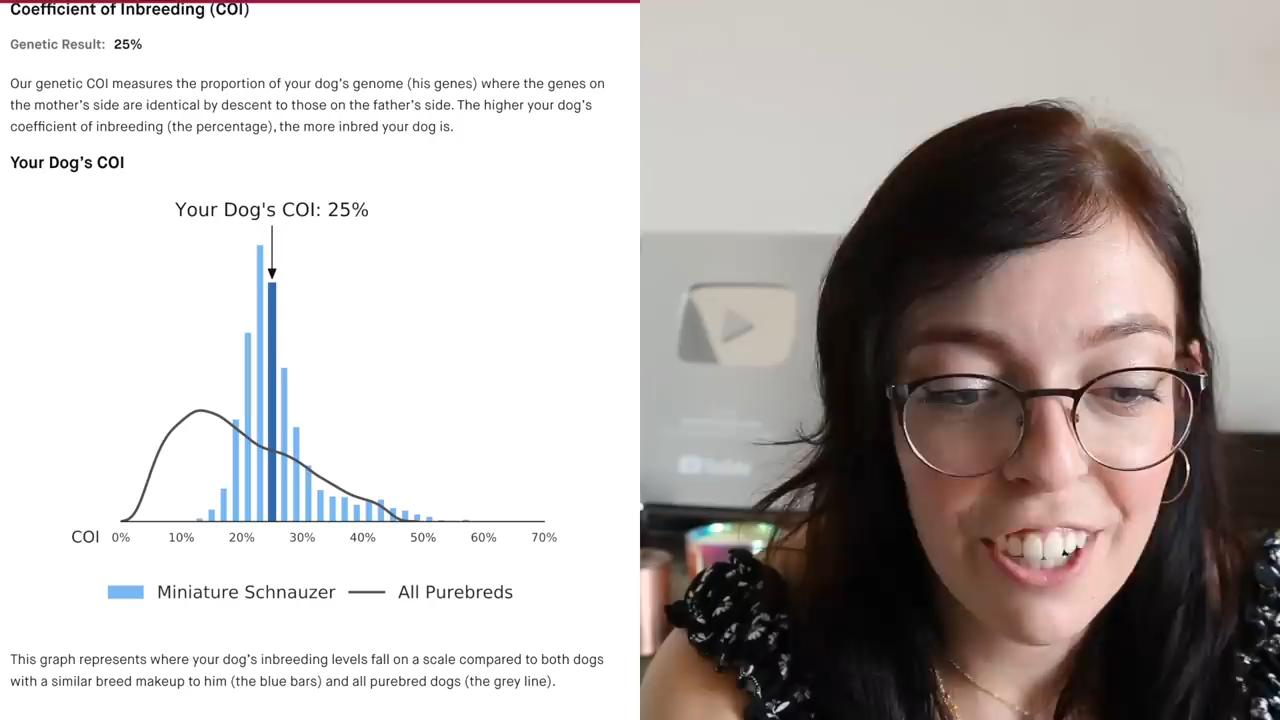 Coefficient of Inbreeding (COI)
Genetic Result: 25%
Our genetic COI measures the proportion of your dog's genome (his genes) where the genes on
the mother's side are identical by descent to those on the father's side. The higher your dog's
coefficient of inbreeding (the percentage), the more inbred your dog is.
Your Dog's COI
Your Dog's COI: 25%
COI 0% 10% 20% 30% 40% 50% 60% 70%
Miniature Schnauzer All Purebreds
This graph represents where your dog's inbreeding levels fall on a scale compared to both dogs
with a similar breed makeup to him (the blue bars) and all purebred dogs (the grey line).